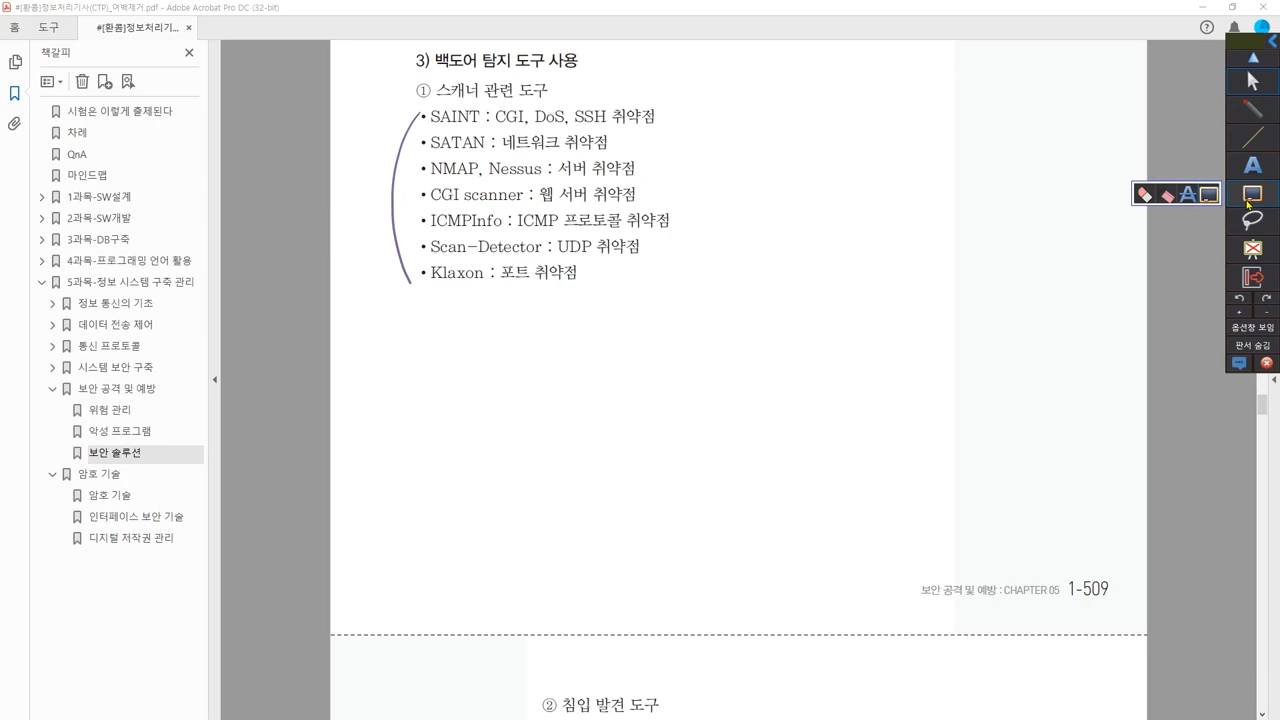 #[환콤]정보처리기사(CTP)_여백제거.pdf - Adobe Acrobat Pro DC (32-bit)
홈 도구 #[환콤]정보처리기... ×
책갈피
시험은 이렇게 출제된다
차례
QnA
마인드맵
1과목-SW설계
2과목-SW개발
3과목-DB구축
4과목-프로그래밍 언어 활용
5과목-정보 시스템 구축 관리
정보 통신의 기초
데이터 전송 제어
통신 프로토콜
시스템 보안 구축
보안 공격 및 예방
위험 관리
악성 프로그램
보안 솔루션
암호 기술
암호 기술
인터페이스 보안 기술
디지털 저작권 관리
3) 백도어 탐지 도구 사용
① 스캐너 관련 도구
• SAINT : CGI, DoS, SSH 취약점
• SATAN : 네트워크 취약점
• NMAP, Nessus : 서버 취약점
• CGI scanner : 웹 서버 취약점
• ICMPInfo : ICMP 프로토콜 취약점
• Scan-Detector : UDP 취약점
• Klaxon : 포트 취약점
보안 공격 및 예방 : CHAPTER 05 1-509
② 침입 발견 도구
A
A
+ -
옵션창 보임
판서 숨김